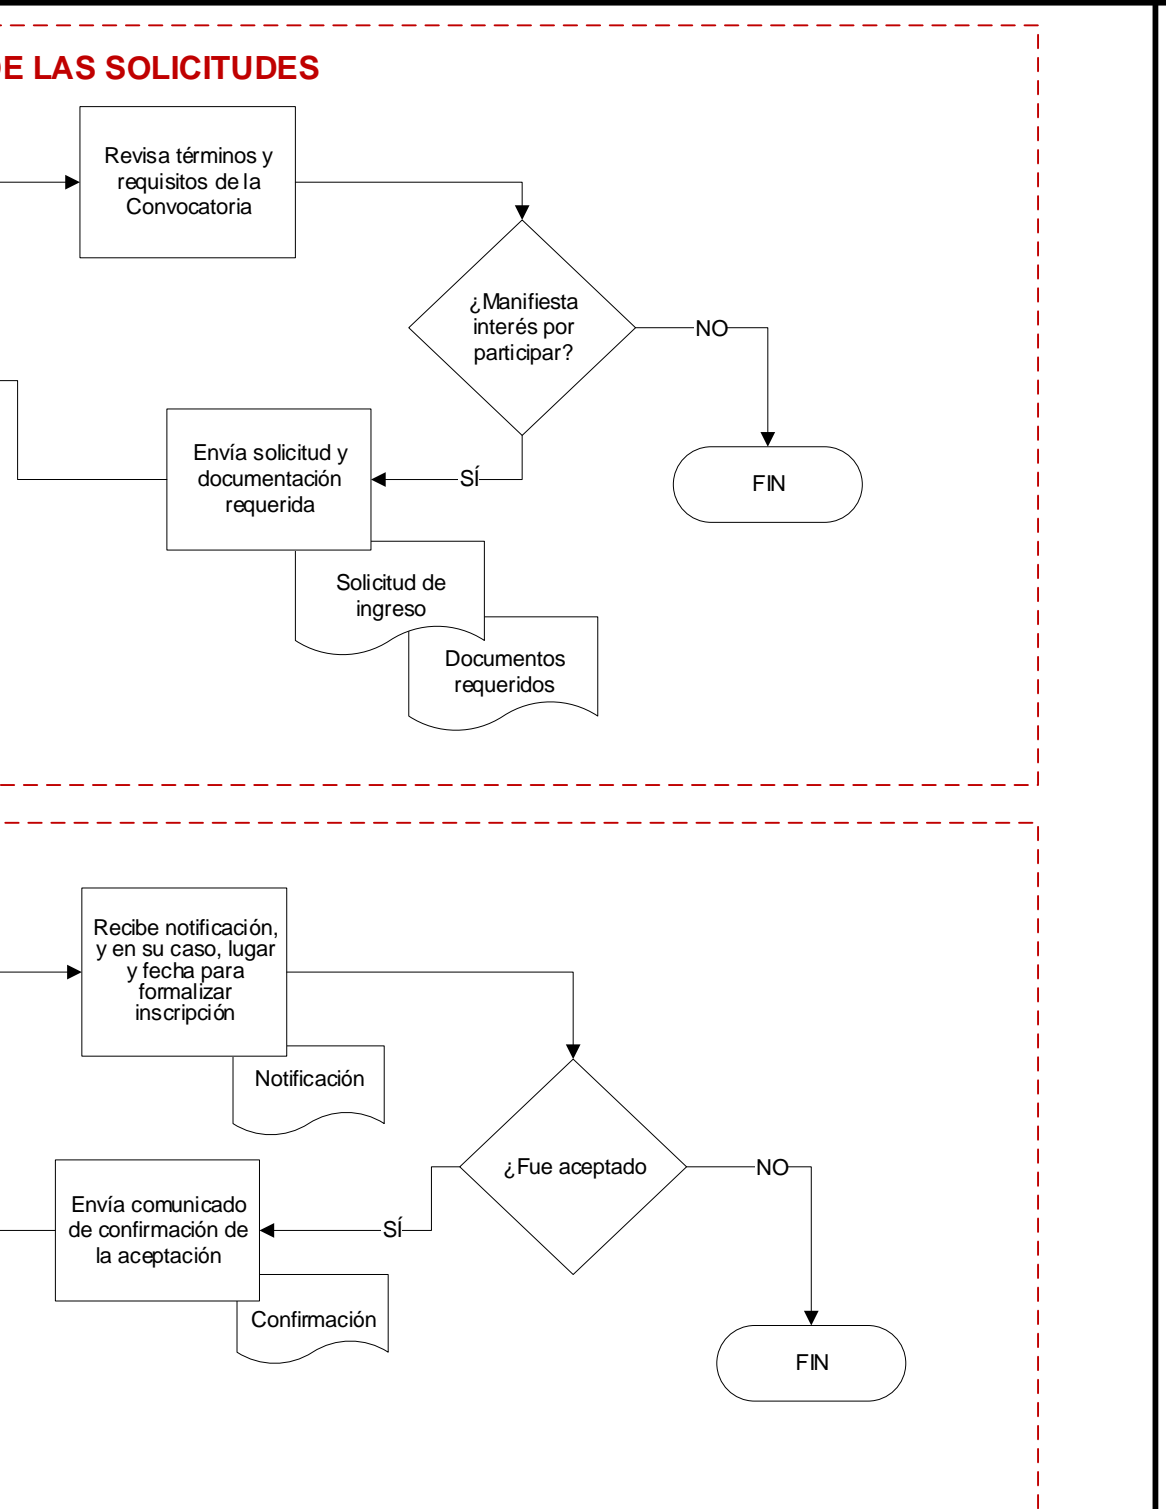 DE LAS SOLICITUDES
Revisa términos y
requisitos de la
Convocatoria
¿Manifiesta
interés por
participar?
NO
Envía solicitud y
documentación
requerida
SÍ
FIN
Solicitud de
ingreso
Documentos
requeridos
Recibe notificación,
y en su caso, lugar
y fecha para
formalizar
inscripción
Notificación
¿Fue aceptado
NO
Envía comunicado
de confirmación de
la aceptación
SÍ
Confirmación
FIN